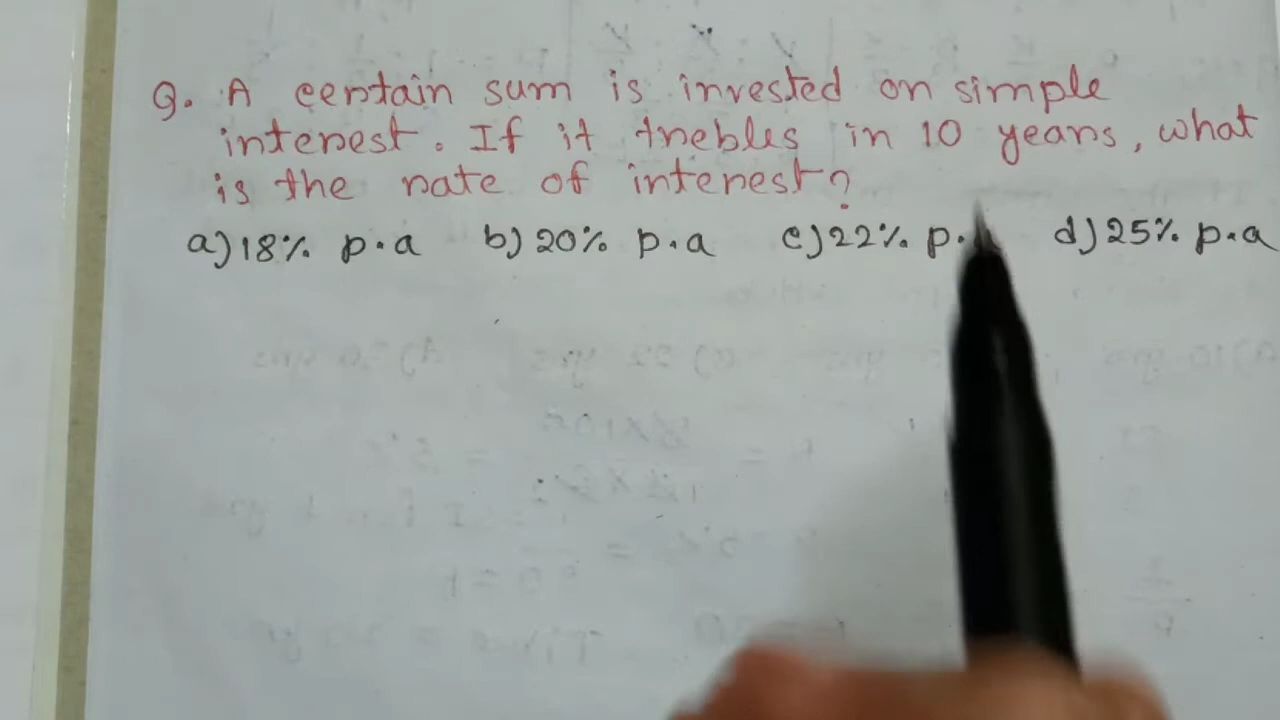 Q. A certain sum is invested on simple
interest. If it trebles in 10 years, what
is the rate of interest?
a) 18% p.a b) 20% p.a c) 22% p.a d) 25% p.a